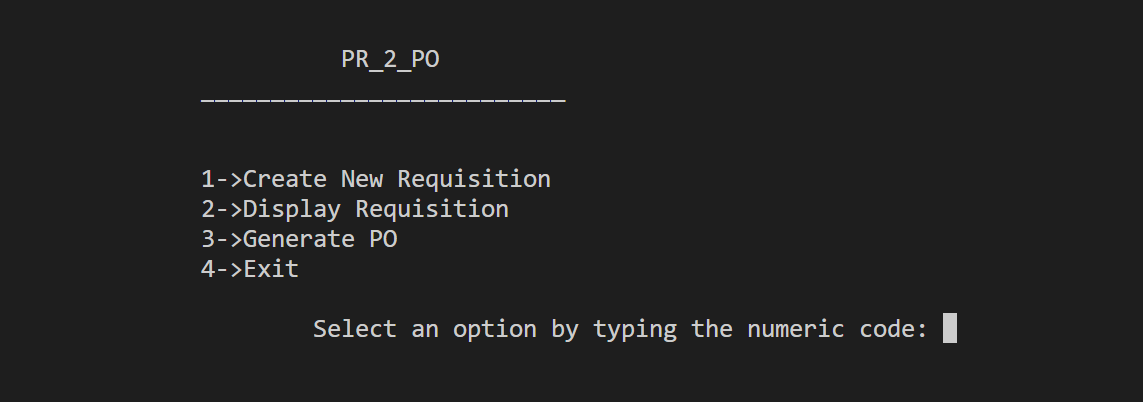 PR_2_PO
__________________________
1->Create New Requisition
2->Display Requisition
3->Generate PO
4->Exit
Select an option by typing the numeric code: